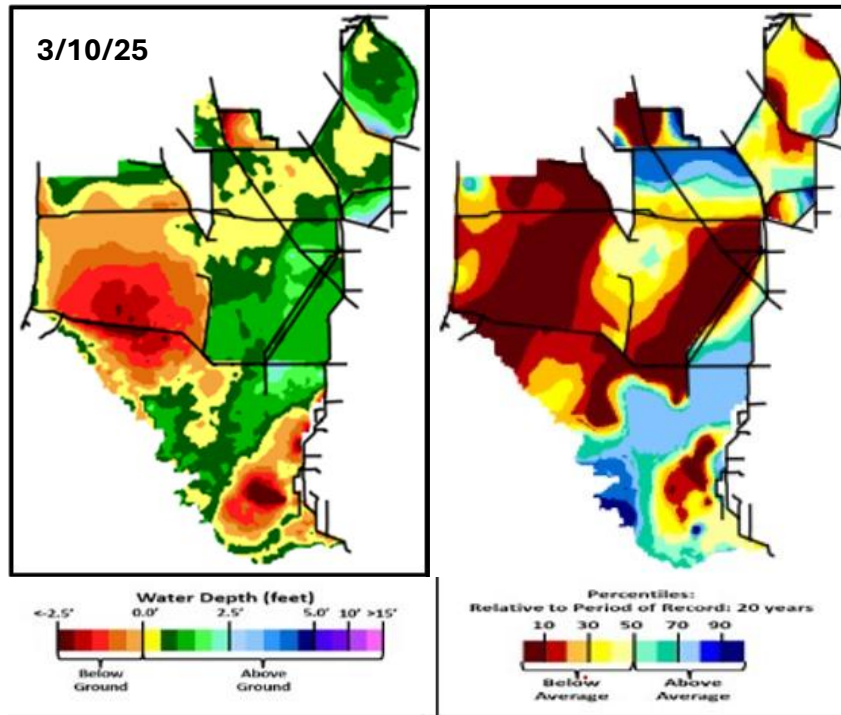 3/10/25
Water Depth (feet)
<-2.5' 0.0' 2.5' 5.0' 10' >15'
Below Ground
Above Ground
Percentiles:
Relative to Period of Record: 20 years
10 30 50 70 90
Below Average
Above Average